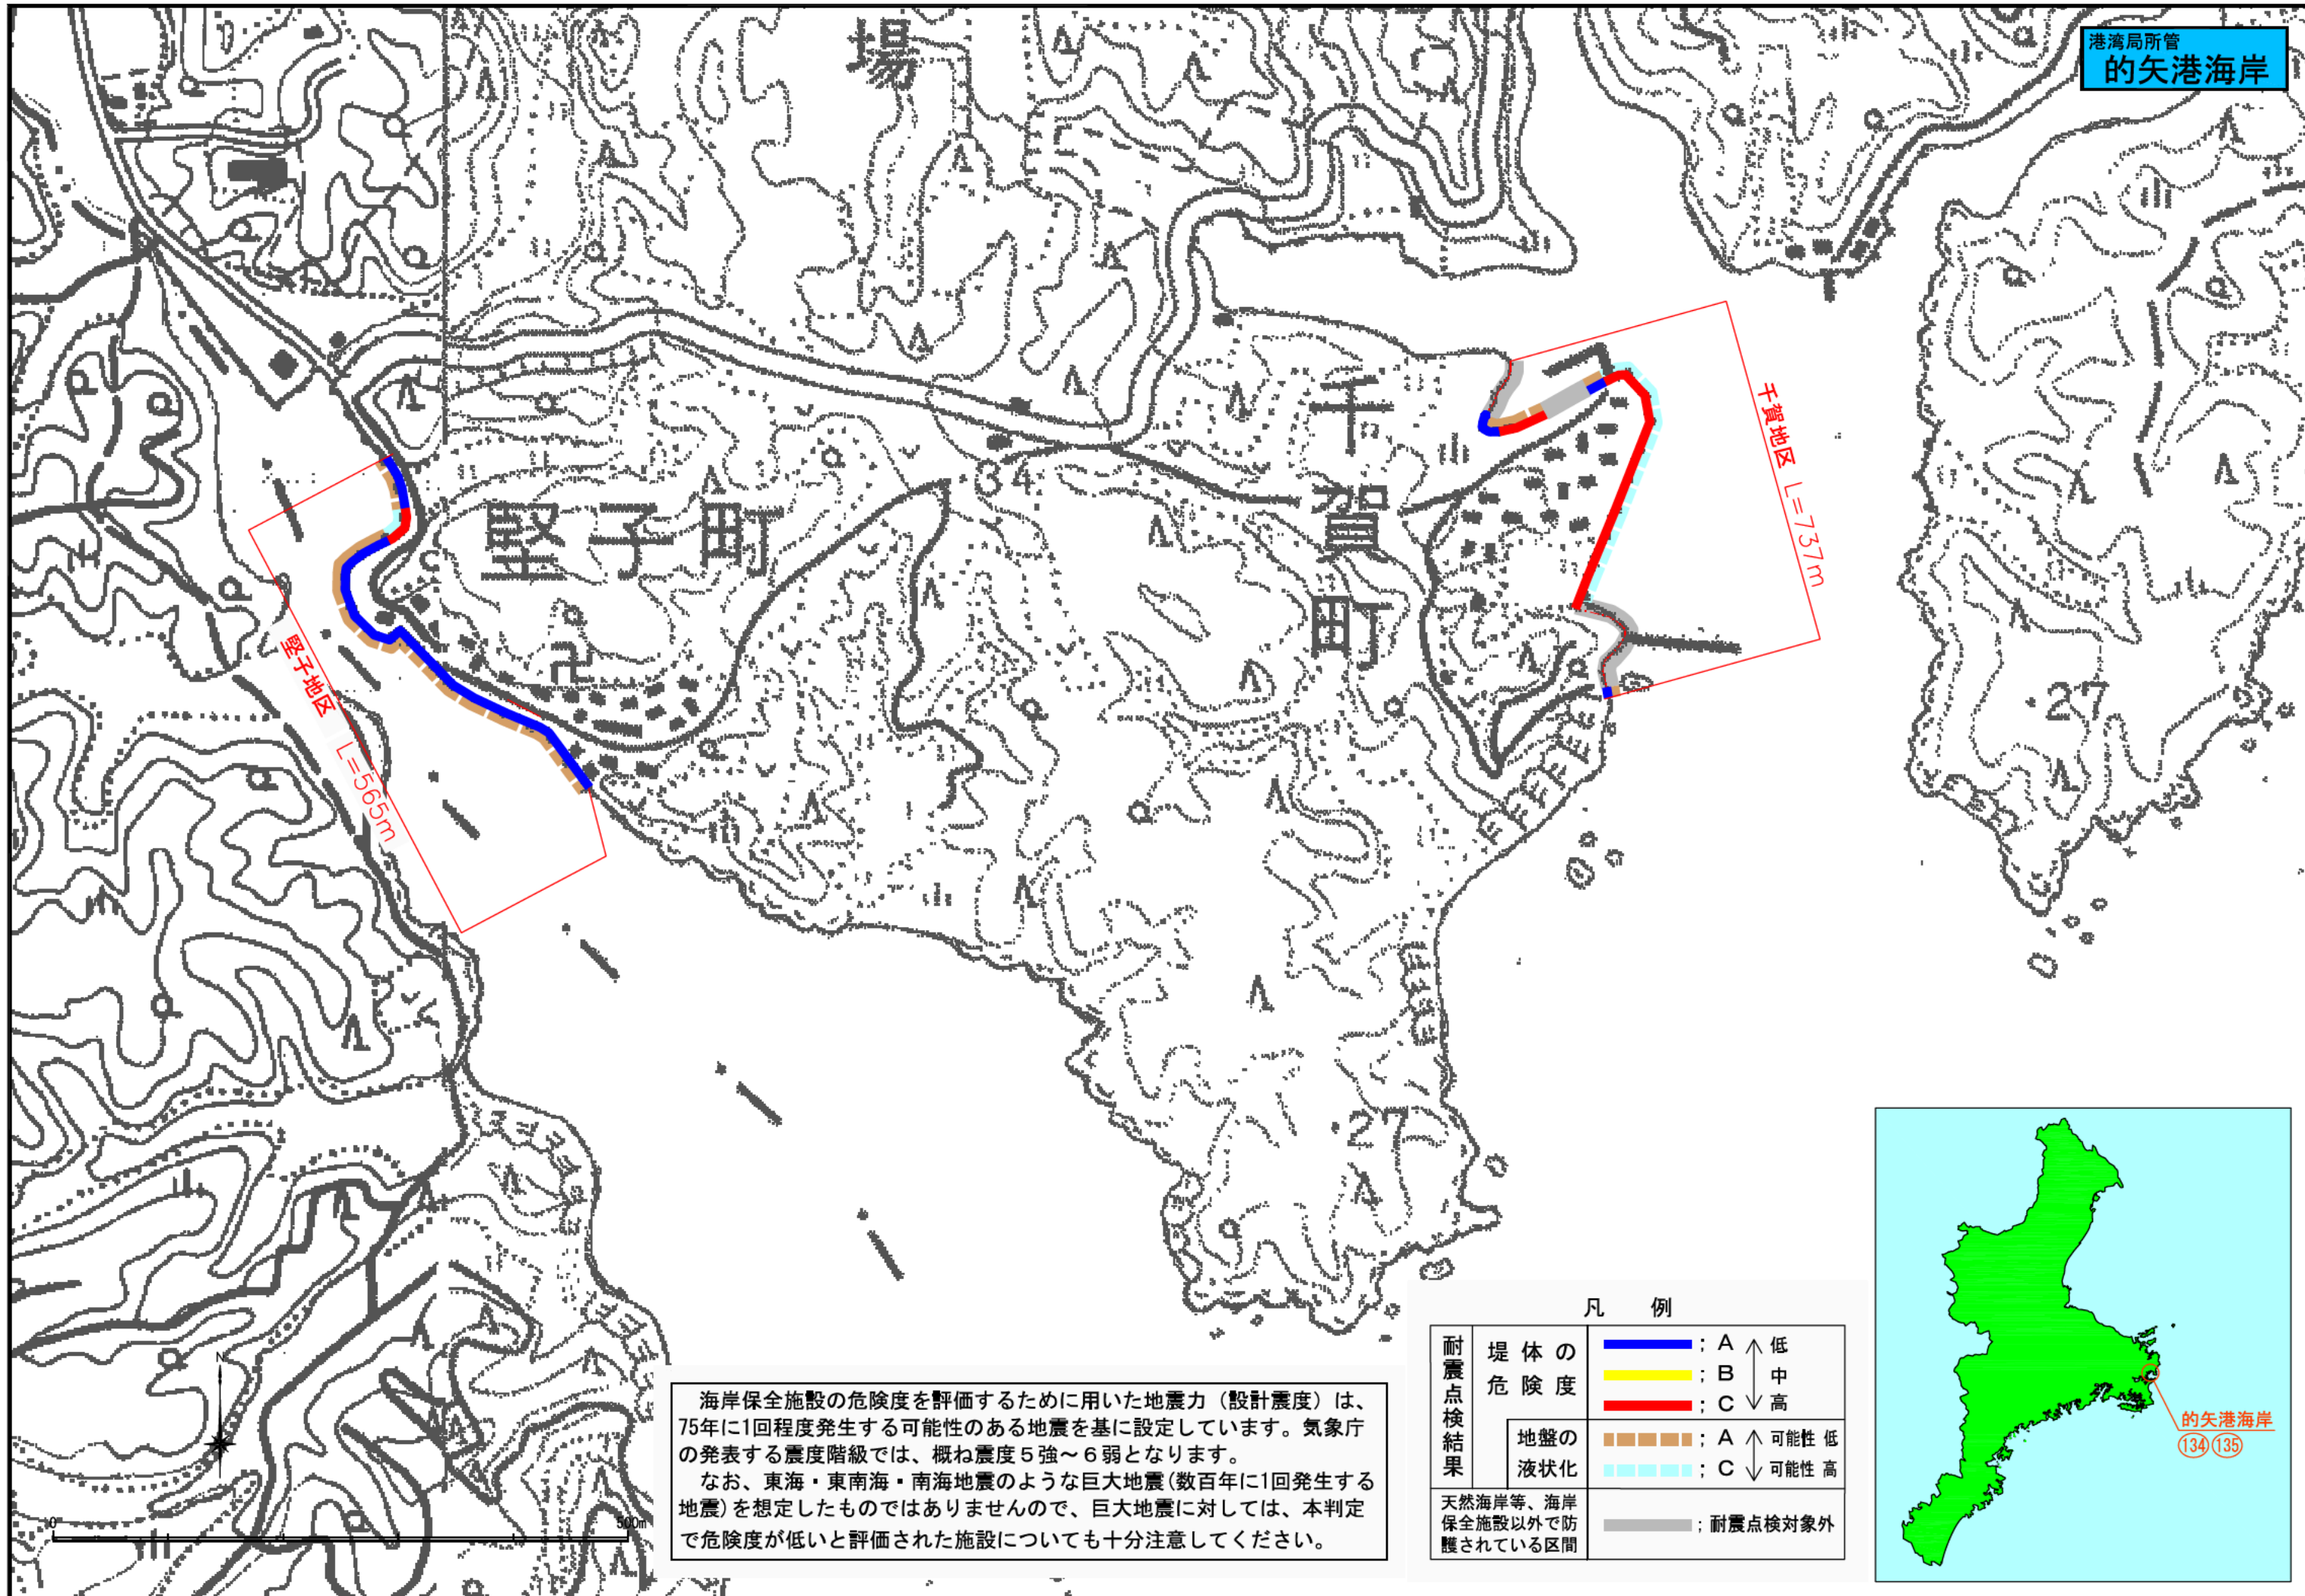 港湾局所管
的矢港海岸
場
千賀町
堅子町
34
千賀地区 L=737m
堅子地区 L=565m
27
27
N
0
500m
海岸保全施設の危険度を評価するために用いた地震力（設計震度）は、
75年に1回程度発生する可能性のある地震を基に設定しています。気象庁
の発表する震度階級では、概ね震度５強～６弱となります。
なお、東海・東南海・南海地震のような巨大地震(数百年に1回発生する
地震)を想定したものではありませんので、巨大地震に対しては、本判定
で危険度が低いと評価された施設についても十分注意してください。
凡 例
耐震点検結果
堤体の
危険度
；A 低
；B 中
；C 高
地盤の
液状化
；A 可能性 低
；C 可能性 高
天然海岸等、海岸
保全施設以外で防
護されている区間
；耐震点検対象外
的矢港海岸
134 135